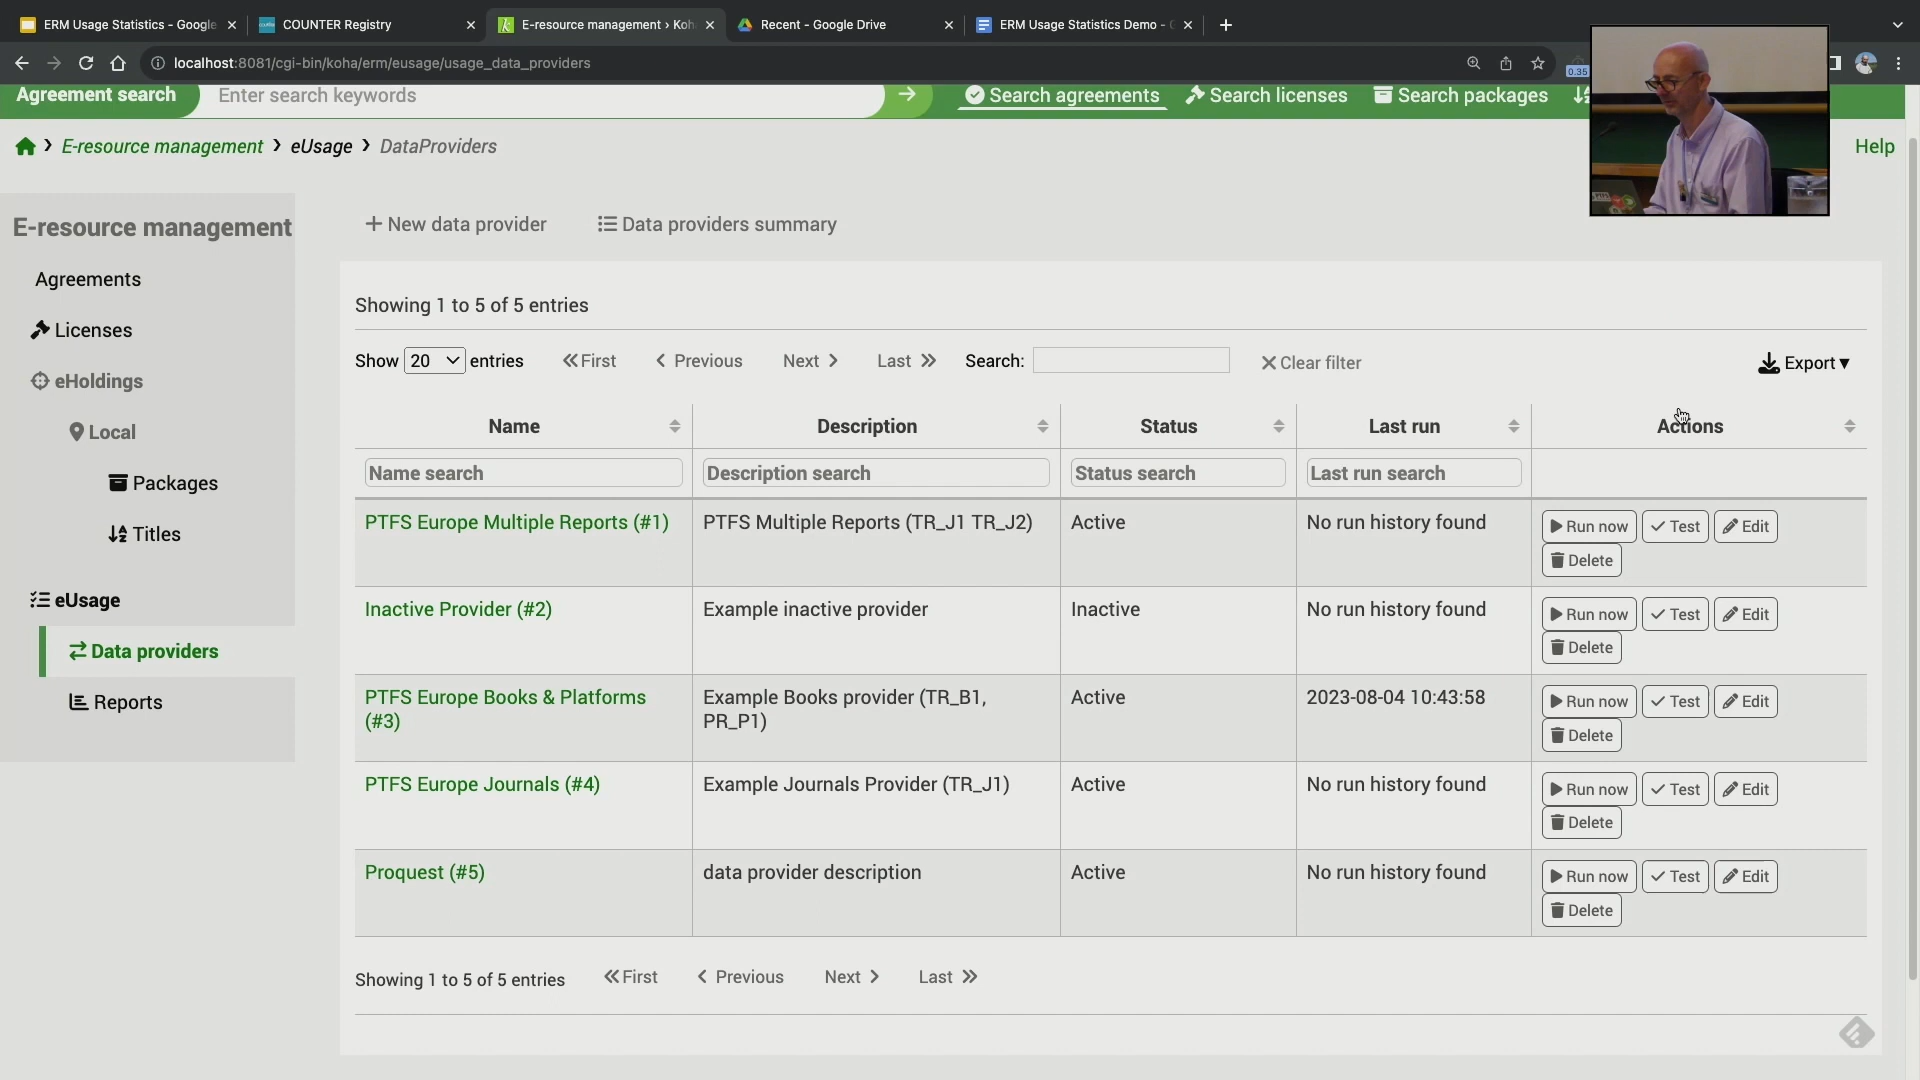 ERM Usage Statistics - Google
COUNTER Registry
E-resource management › Koh
Recent - Google Drive
ERM Usage Statistics Demo -
localhost:8081/cgi-bin/koha/erm/eusage/usage_data_providers
0.35
Agreement search
Enter search keywords
Search agreements
Search licenses
Search packages
E-resource management
eUsage
DataProviders
Help
E-resource management
Agreements
Licenses
eHoldings
Local
Packages
Titles
eUsage
Data providers
Reports
+ New data provider
Data providers summary
Showing 1 to 5 of 5 entries
Show 20 entries
First
Previous
Next
Last
Search:
Clear filter
Export
Name
Description
Status
Last run
Actions
Name search
Description search
Status search
Last run search
PTFS Europe Multiple Reports (#1)
PTFS Multiple Reports (TR_J1 TR_J2)
Active
No run history found
Run now
Test
Edit
Delete
Inactive Provider (#2)
Example inactive provider
Inactive
No run history found
Run now
Test
Edit
Delete
PTFS Europe Books & Platforms
(#3)
Example Books provider (TR_B1,
PR_P1)
Active
2023-08-04 10:43:58
Run now
Test
Edit
Delete
PTFS Europe Journals (#4)
Example Journals Provider (TR_J1)
Active
No run history found
Run now
Test
Edit
Delete
Proquest (#5)
data provider description
Active
No run history found
Run now
Test
Edit
Delete
Showing 1 to 5 of 5 entries
First
Previous
Next
Last